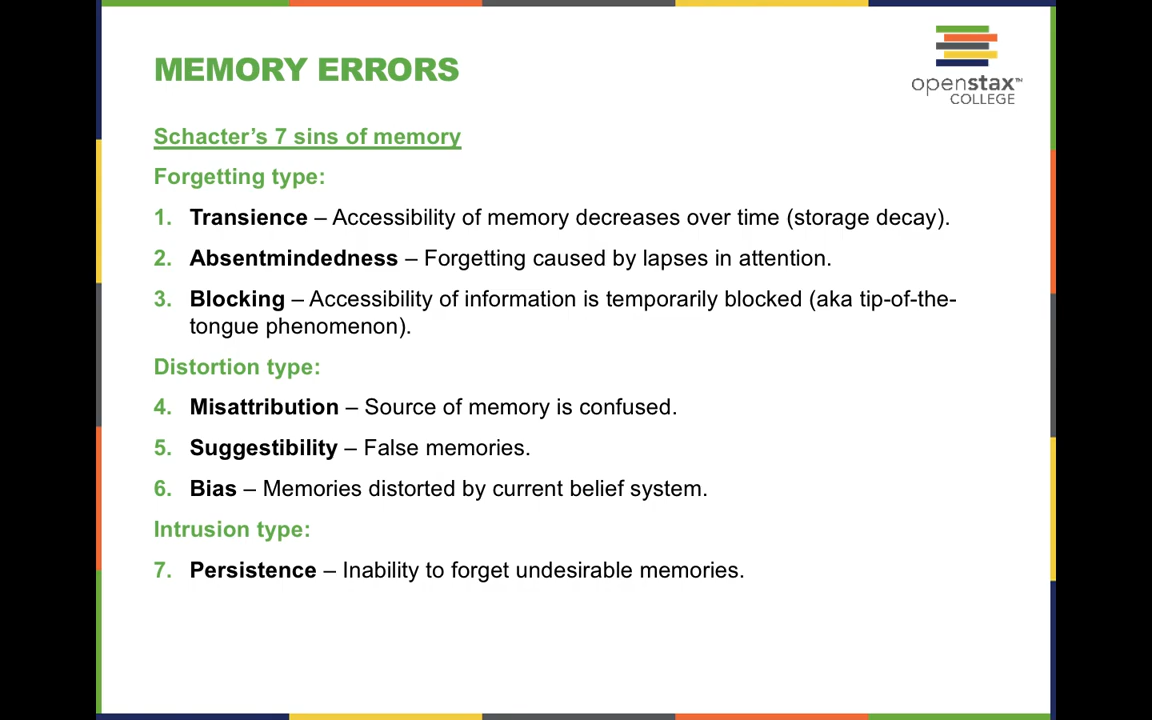 MEMORY ERRORS
openstax™
COLLEGE
Schacter’s 7 sins of memory
Forgetting type:
1. Transience – Accessibility of memory decreases over time (storage decay).
2. Absentmindedness – Forgetting caused by lapses in attention.
3. Blocking – Accessibility of information is temporarily blocked (aka tip-of-the-
tongue phenomenon).
Distortion type:
4. Misattribution – Source of memory is confused.
5. Suggestibility – False memories.
6. Bias – Memories distorted by current belief system.
Intrusion type:
7. Persistence – Inability to forget undesirable memories.